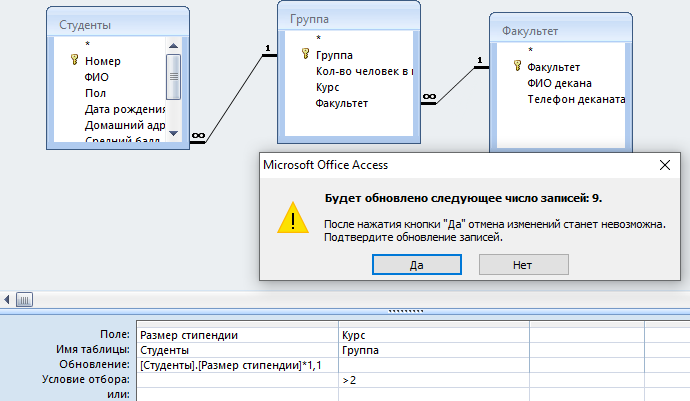 Студенты
*
Номер
ФИО
Пол
Дата рождения
Домашний адр
Средний балл
1
∞
Группа
*
Группа
Кол-во человек в г
Курс
Факультет
1
∞
Факультет
*
Факультет
ФИО декана
Телефон деканата
Microsoft Office Access
Будет обновлено следующее число записей: 9.
После нажатия кнопки "Да" отмена изменений станет невозможна.
Подтвердите обновление записей.
Да Нет
Поле: Размер стипендии Курс
Имя таблицы: Студенты Группа
Обновление: [Студенты].[Размер стипендии]*1,1
Условие отбора: >2
или: